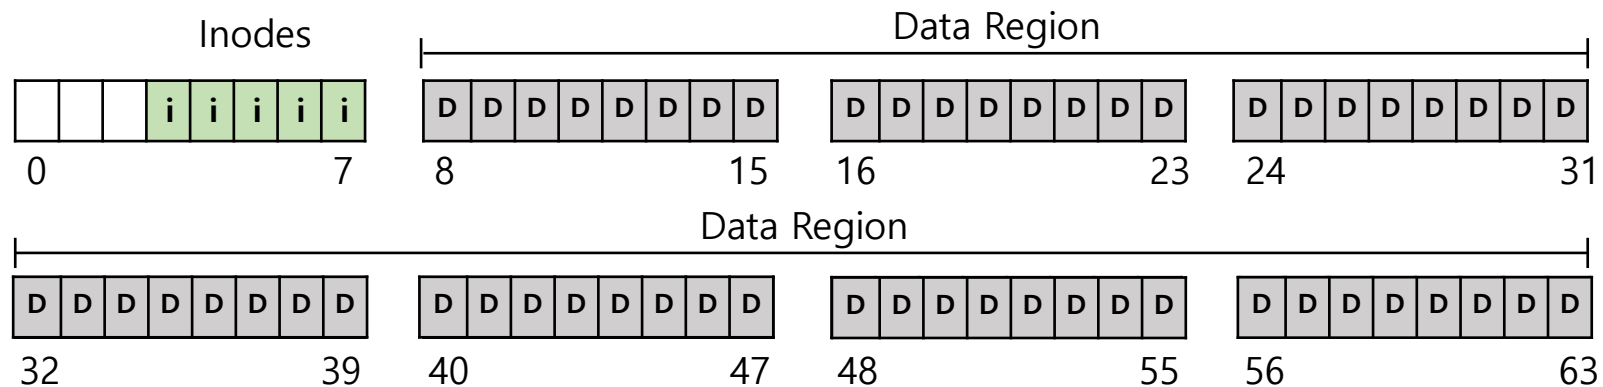 Inodes
Data Region
i i i i i
D D D D D D D D
D D D D D D D D
D D D D D D D D
0 7
8 15
16 23
24 31
Data Region
D D D D D D D D
D D D D D D D D
D D D D D D D D
D D D D D D D D
32 39
40 47
48 55
56 63